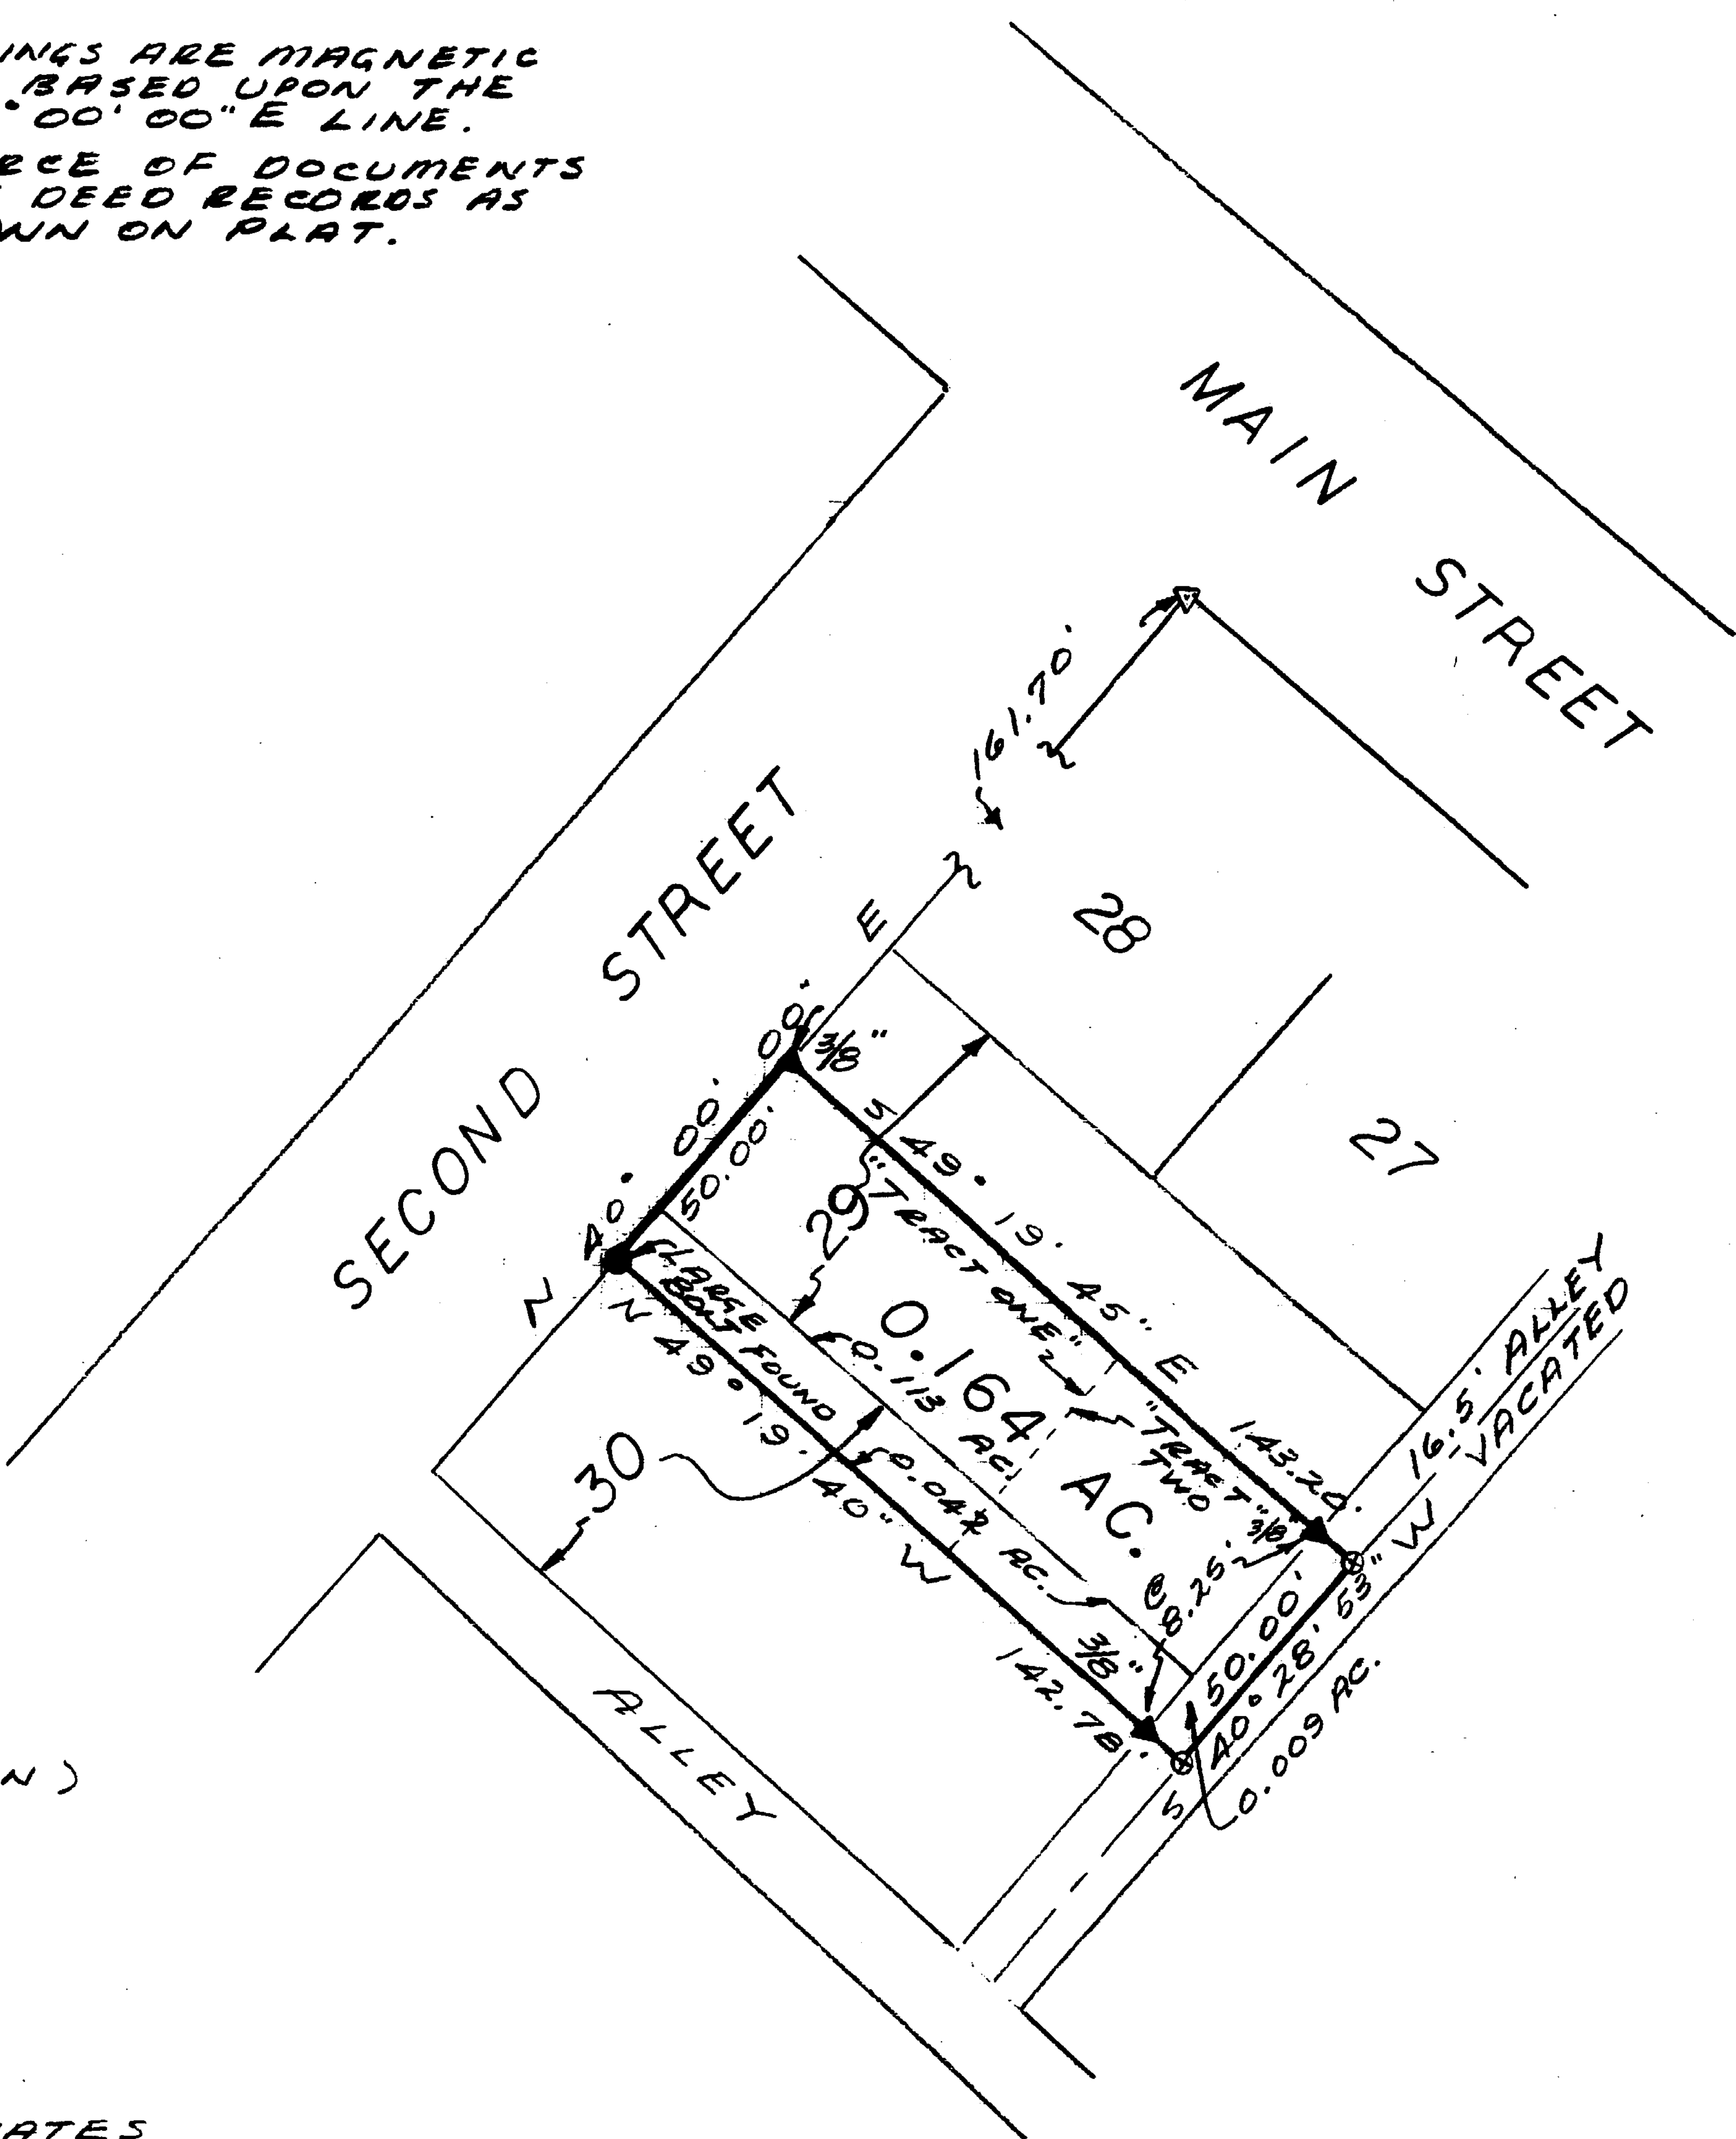 INGS ARE MAGNETIC
BASED UPON THE
°00'00"E LINE.
RCE OF DOCUMENTS
DEED RECORDS AS
WN ON PLAT.
MAIN STREET
161.70'
SECOND STREET
28
27
N 40° 00' 00" E
50.00'
3/8"
S 49° 19' 45" E 143.20'
29
"TRACT ONE"
"TRACT TWO"
LARGE BOLT FOUND
0.164 AC.
0.113 AC.
0.042 AC.
N 49° 19' 40" W 142.78'
30
3/8"
3/8"
@ 8.25'
50.00'
S 40° 28' 53" W
0.009 AC.
16.5' ALLEY
VACATED
ALLEY
N)
ATES